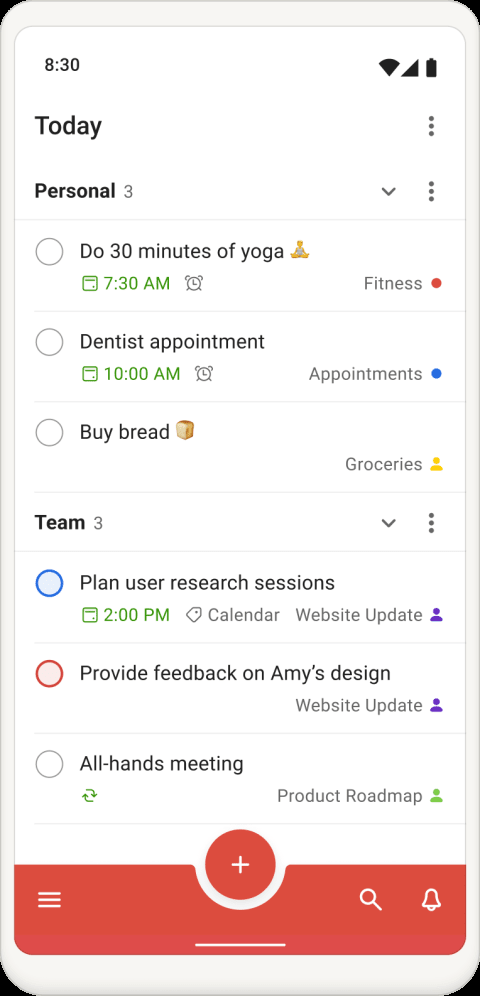 8:30
Today
Personal 3
Do 30 minutes of yoga 🧘
7:30 AM Fitness
Dentist appointment
10:00 AM Appointments
Buy bread 🍞
Groceries
Team 3
Plan user research sessions
2:00 PM Calendar Website Update
Provide feedback on Amy’s design
Website Update
All-hands meeting
Product Roadmap